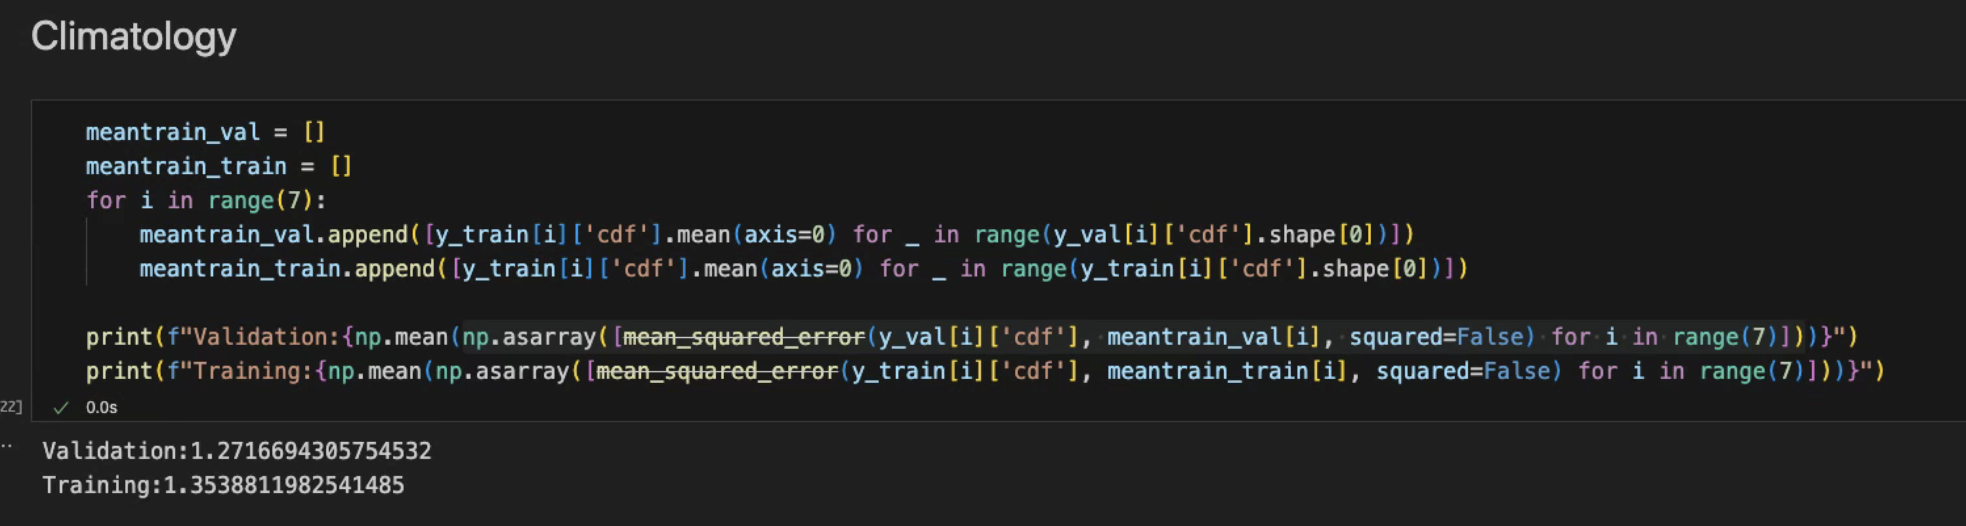 Climatology
meantrain_val = []
meantrain_train = []
for i in range(7):
    meantrain_val.append([y_train[i]['cdf'].mean(axis=0) for _ in range(y_val[i]['cdf'].shape[0])])
    meantrain_train.append([y_train[i]['cdf'].mean(axis=0) for _ in range(y_train[i]['cdf'].shape[0])])
print(f"Validation:{np.mean(np.asarray([mean_squared_error(y_val[i]['cdf'], meantrain_val[i], squared=False) for i in range(7)]))}")
print(f"Training:{np.mean(np.asarray([mean_squared_error(y_train[i]['cdf'], meantrain_train[i], squared=False) for i in range(7)]))}")
22] ✓ 0.0s
Validation:1.2716694305754532
Training:1.3538811982541485